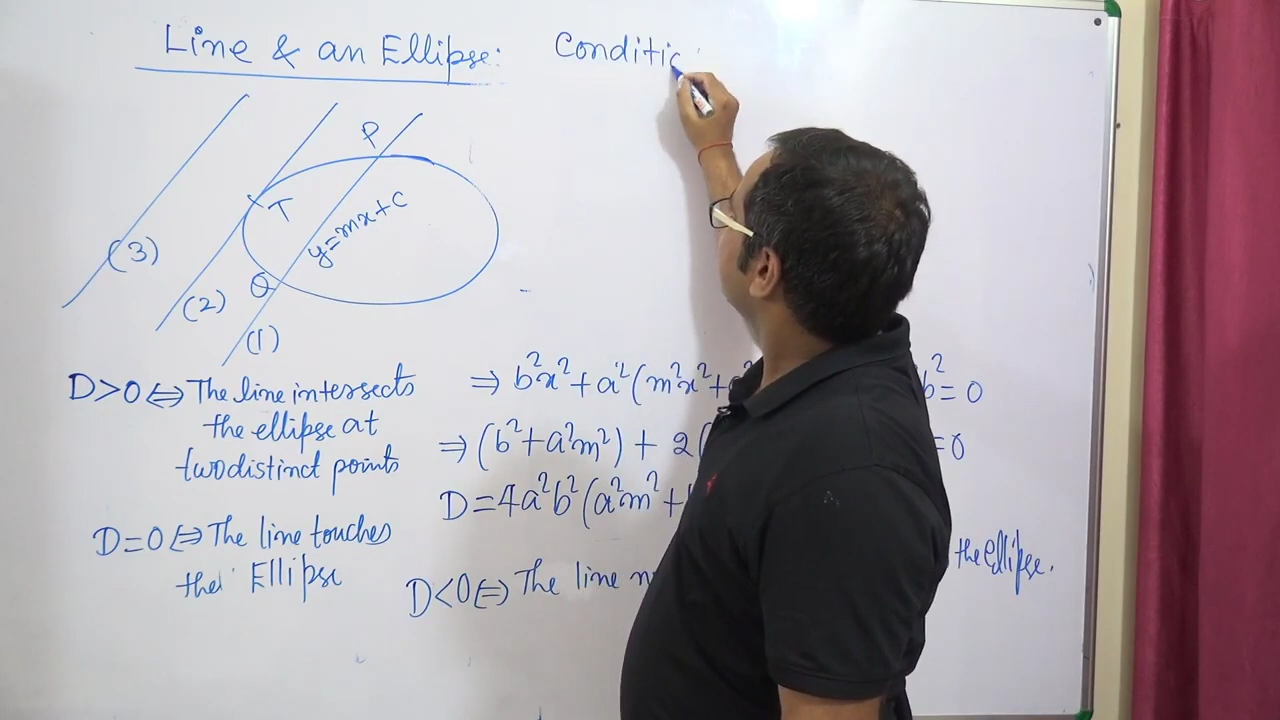 Line & an Ellipse:
Conditi
P
T
y=mx+c
Q
(3)
(2)
(1)
D>0 ⇔ The line intersects
the ellipse at
two distinct points
D=0 ⇔ The line touches
the Ellipse
⇒ b²x² + a²(m²x²+
b² = 0
⇒ (b²+a²m²) + 2(
=0
D = 4a²b²(a²m² +
D<0 ⇔ The line
the ellipse.